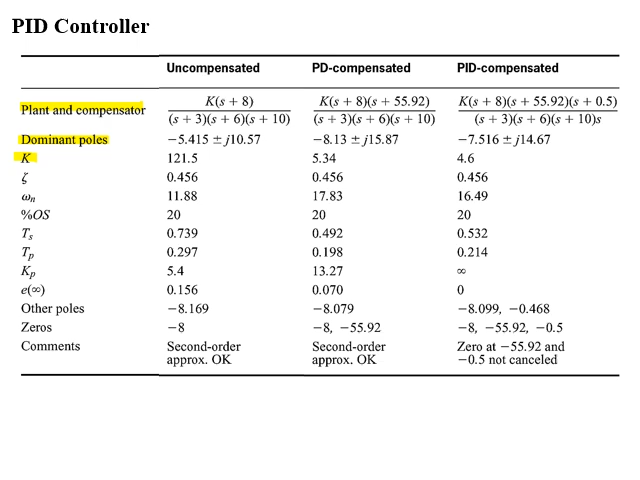 PID Controller
Uncompensated PD-compensated PID-compensated
Plant and compensator K(s + 8) / (s + 3)(s + 6)(s + 10) K(s + 8)(s + 55.92) / (s + 3)(s + 6)(s + 10) K(s + 8)(s + 55.92)(s + 0.5) / (s + 3)(s + 6)(s + 10)s
Dominant poles −5.415 ± j10.57 −8.13 ± j15.87 −7.516 ± j14.67
K 121.5 5.34 4.6
ζ 0.456 0.456 0.456
ωn 11.88 17.83 16.49
%OS 20 20 20
Ts 0.739 0.492 0.532
Tp 0.297 0.198 0.214
Kp 5.4 13.27 ∞
e(∞) 0.156 0.070 0
Other poles −8.169 −8.079 −8.099, −0.468
Zeros −8 −8, −55.92 −8, −55.92, −0.5
Comments Second-order Second-order Zero at −55.92 and
approx. OK approx. OK −0.5 not canceled